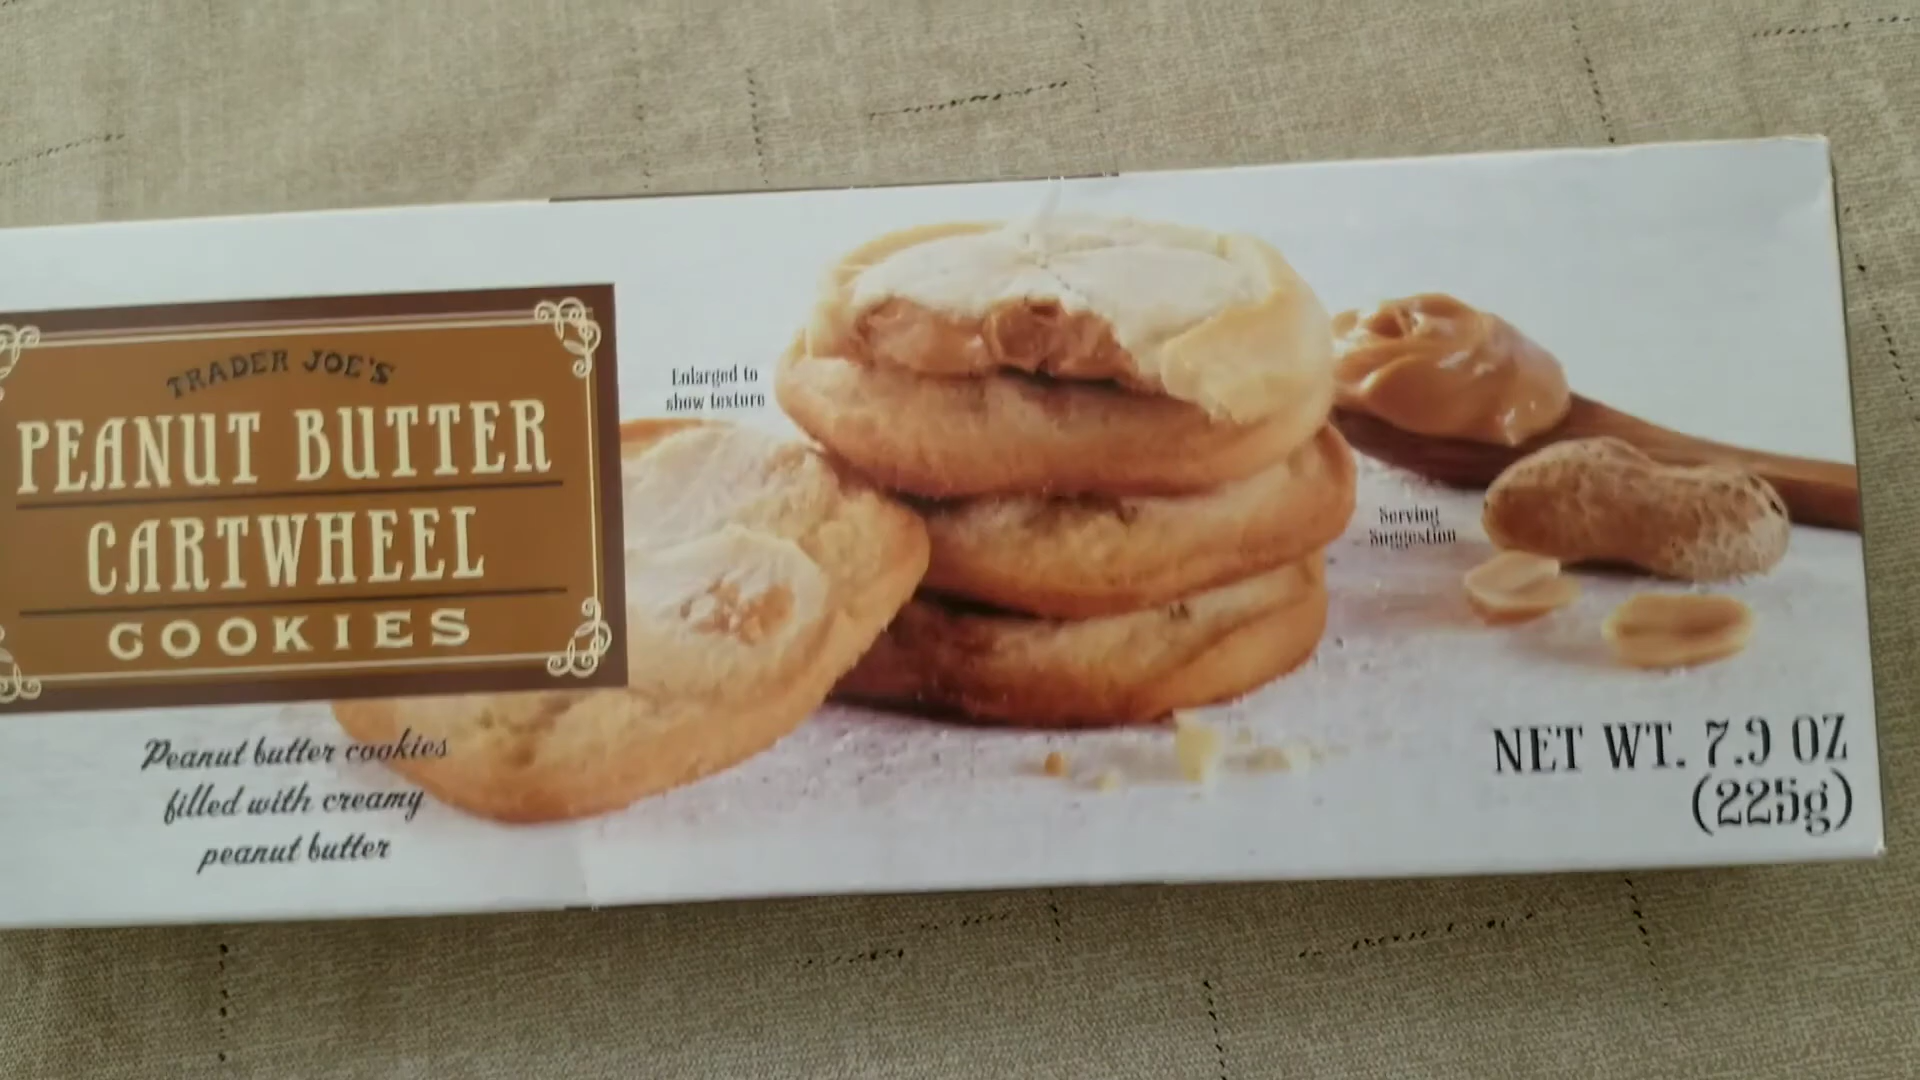 TRADER JOE'S
PEANUT BUTTER
CARTWHEEL
COOKIES
Peanut butter cookies
filled with creamy
peanut butter
Enlarged to
show texture
Serving
Suggestion
NET WT. 7.9 OZ
(225g)